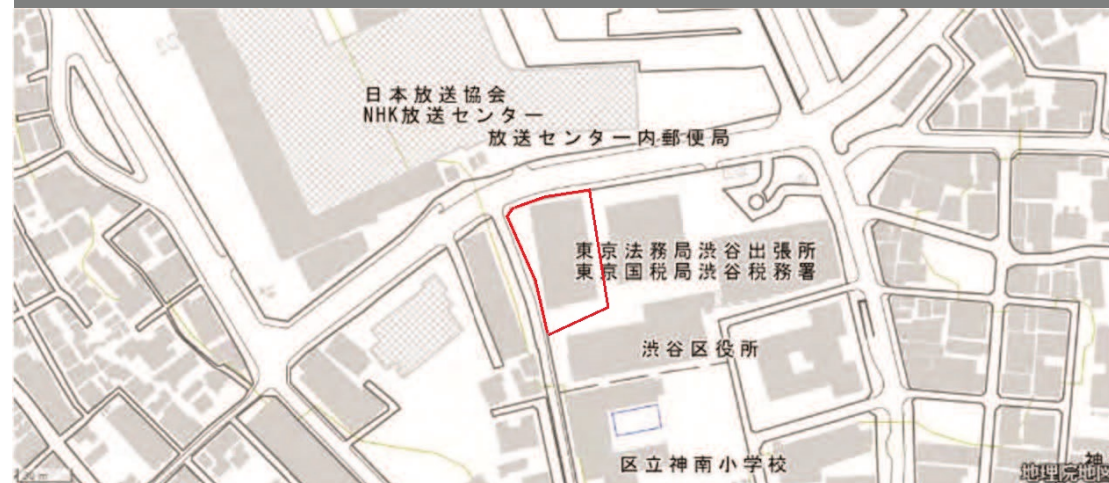 日本放送協会
NHK放送センター
放送センター内郵便局
東京法務局渋谷出張所
東京国税局渋谷税務署
渋谷区役所
区立神南小学校
神
地理院地図